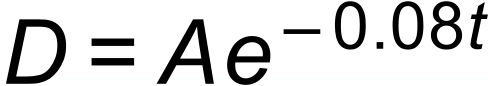 D = Ae^{−0.08t}